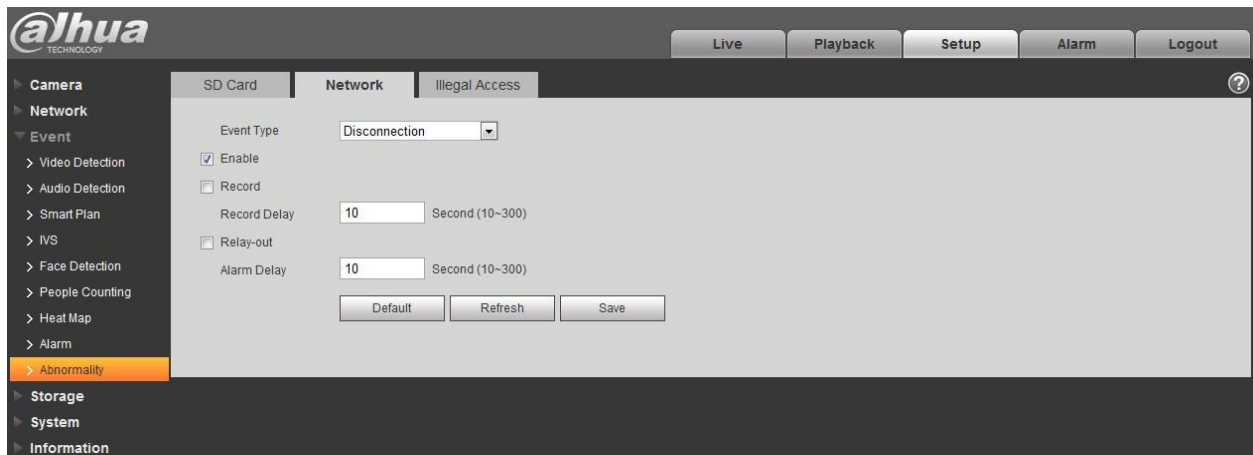 alhua
TECHNOLOGY
Live Playback Setup Alarm Logout
Camera
Network
Event
> Video Detection
> Audio Detection
> Smart Plan
> IVS
> Face Detection
> People Counting
> Heat Map
> Alarm
> Abnormality
Storage
System
Information
SD Card Network Illegal Access ?
Event Type Disconnection
Enable
Record
Record Delay 10 Second (10~300)
Relay-out
Alarm Delay 10 Second (10~300)
Default Refresh Save